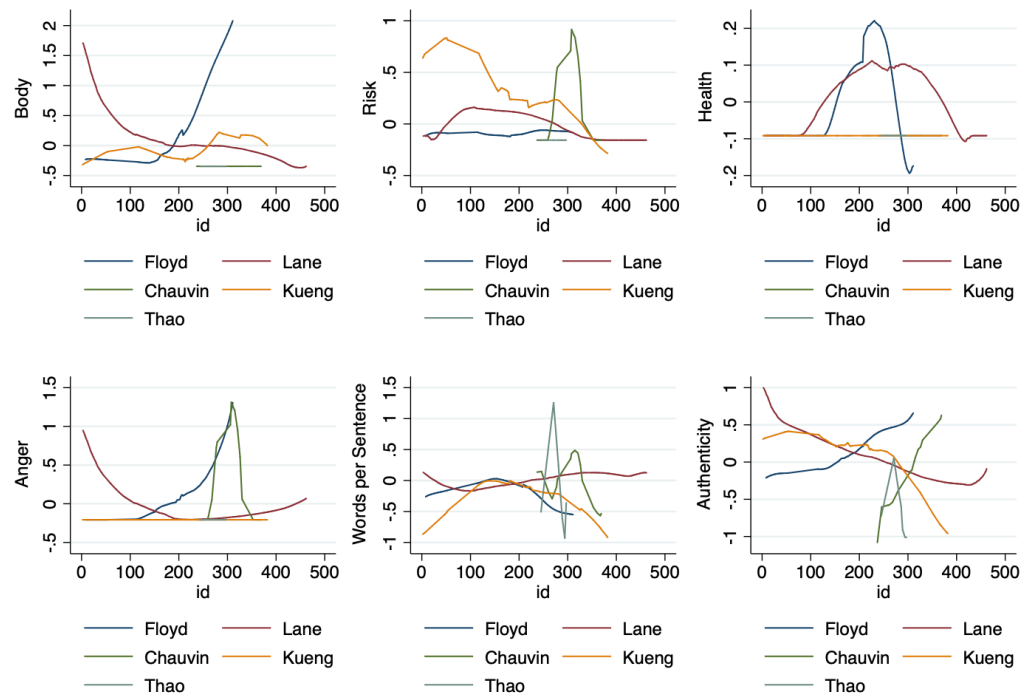 Body
2
1.5
1
.5
0
-.5
0 100 200 300 400 500
id
Floyd Lane
Chauvin Kueng
Thao
Risk
1
.5
0
-.5
0 100 200 300 400 500
id
Floyd Lane
Chauvin Kueng
Thao
Health
.2
.1
0
-.1
-.2
0 100 200 300 400 500
id
Floyd Lane
Chauvin Kueng
Thao
Anger
1.5
1
.5
0
-.5
0 100 200 300 400 500
id
Floyd Lane
Chauvin Kueng
Thao
Words per Sentence
1.5
1
.5
0
-.5
-1
0 100 200 300 400 500
id
Floyd Lane
Chauvin Kueng
Thao
Authenticity
1
.5
0
-.5
-1
0 100 200 300 400 500
id
Floyd Lane
Chauvin Kueng
Thao